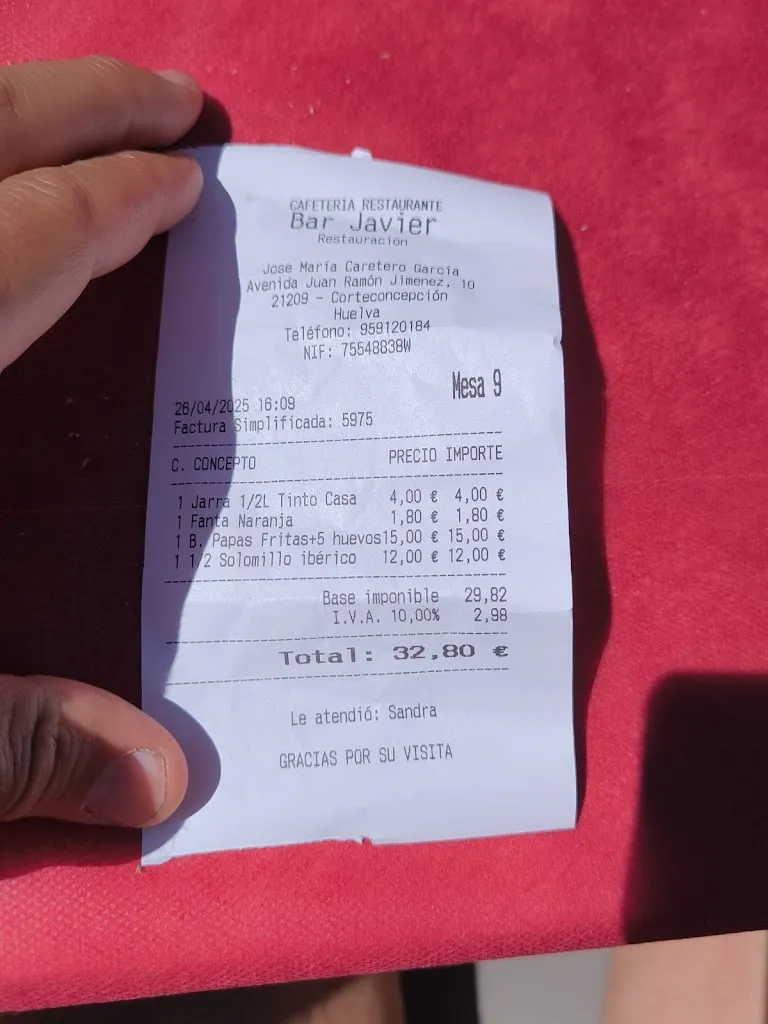 CAFETERIA RESTAURANTE
Bar Javier
Restauración
Jose María Caretero García
Avenida Juan Ramón Jimenez, 10
21209 - Corteconcepción
Huelva
Teléfono: 959120184
NIF: 75548838W
Mesa 9
26/04/2025 16:09
Factura Simplificada: 5975
C. CONCEPTO PRECIO IMPORTE
1 Jarra 1/2L Tinto Casa 4,00 € 4,00 €
1 Fanta Naranja 1,80 € 1,80 €
1 B. Papas Fritas+5 huevos 15,00 € 15,00 €
1 1/2 Solomillo ibérico 12,00 € 12,00 €
Base imponible 29,82
I.V.A. 10,00% 2,98
Total: 32,80 €
Le atendió: Sandra
GRACIAS POR SU VISITA